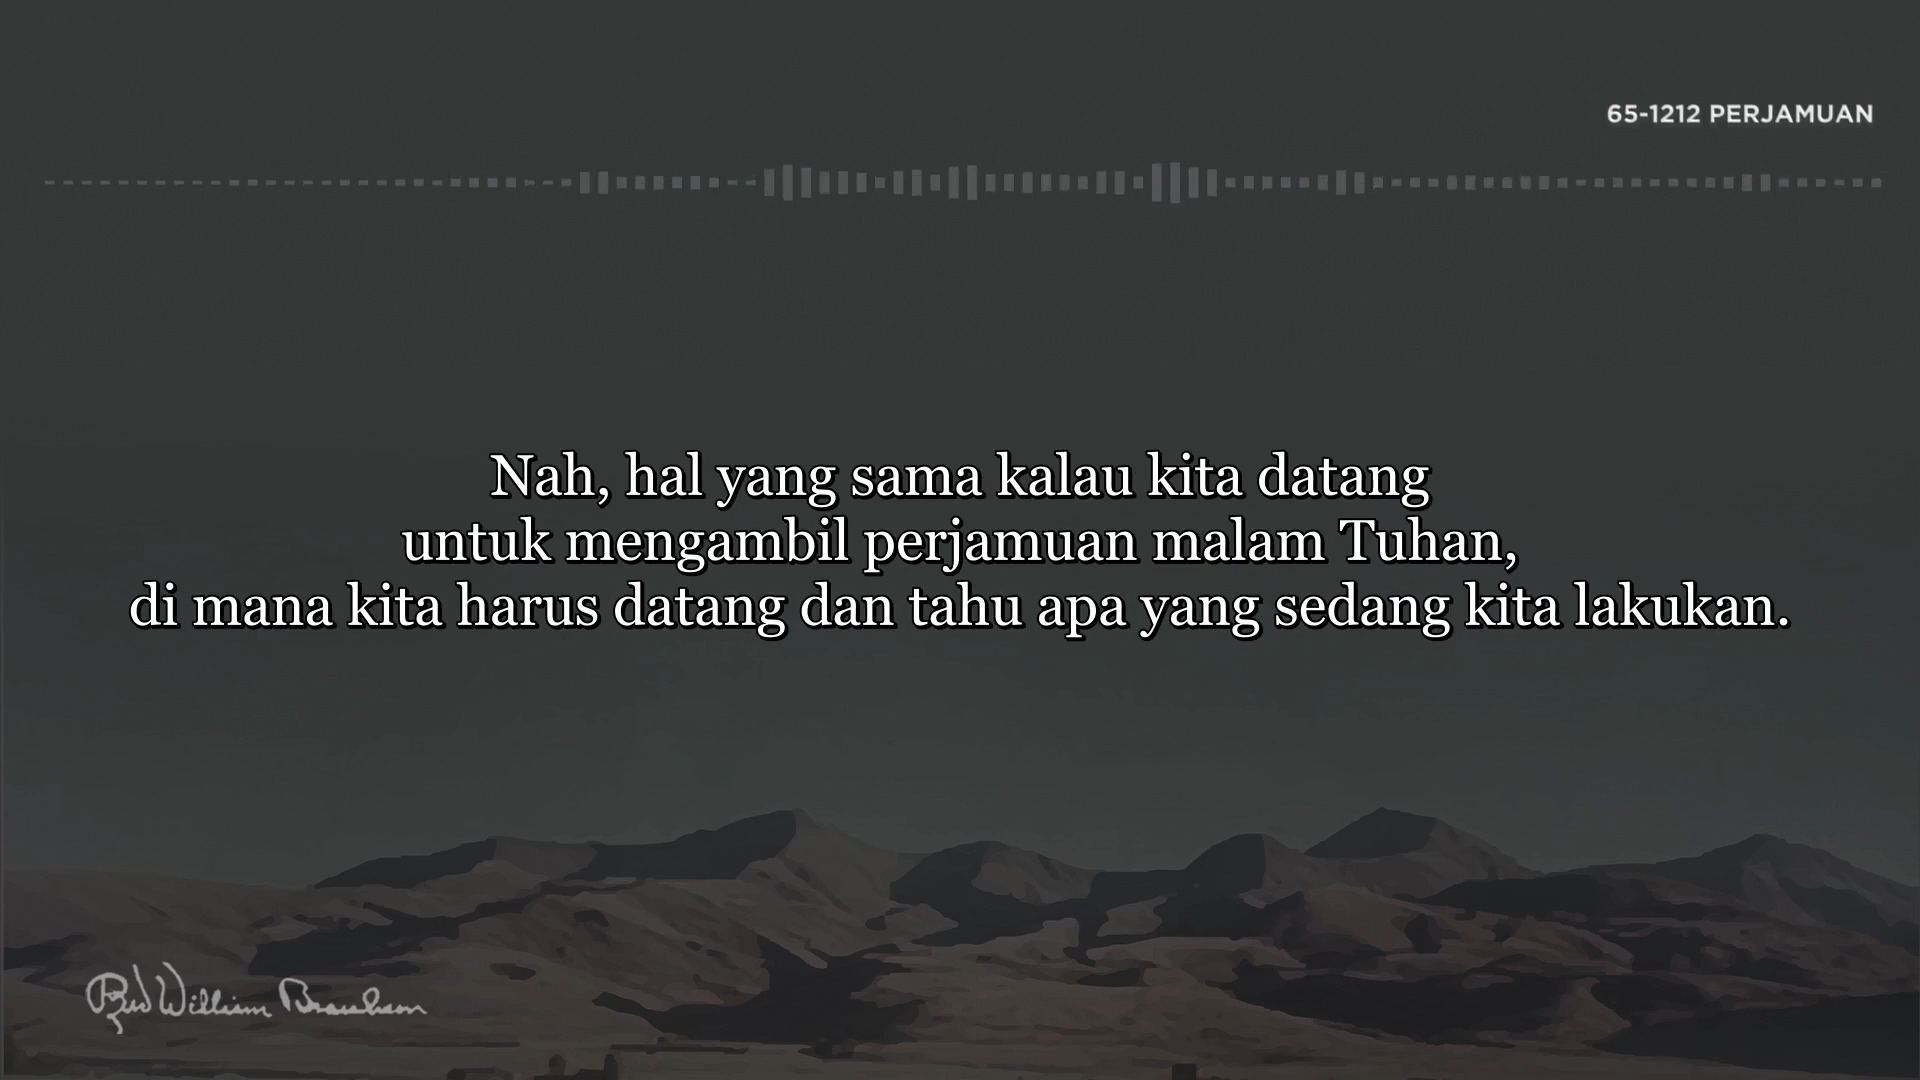 65-1212 PERJAMUAN
Nah, hal yang sama kalau kita datang
untuk mengambil perjamuan malam Tuhan,
di mana kita harus datang dan tahu apa yang sedang kita lakukan.
Rev William Branham